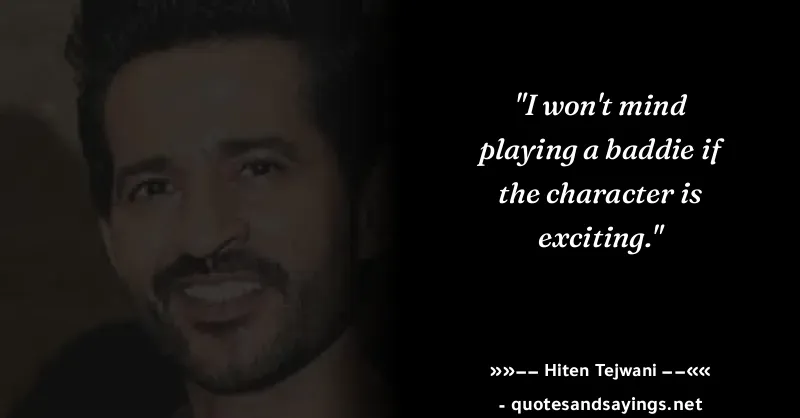 "I won't mind
playing a baddie if
the character is
exciting."
»»–– Hiten Tejwani ––««
- quotesandsayings.net